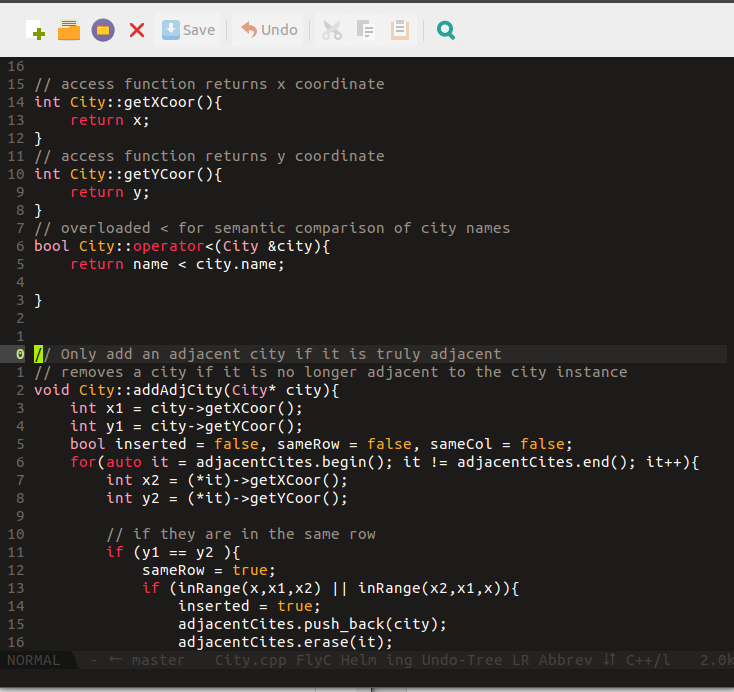 Save Undo
16
15 // access function returns x coordinate
14 int City::getXCoor(){
13     return x;
12 }
11 // access function returns y coordinate
10 int City::getYCoor(){
9     return y;
8 }
7 // overloaded < for semantic comparison of city names
6 bool City::operator<(City &city){
5     return name < city.name;
4
3 }
2
1
0 // Only add an adjacent city if it is truly adjacent
1 // removes a city if it is no longer adjacent to the city instance
2 void City::addAdjCity(City* city){
3     int x1 = city->getXCoor();
4     int y1 = city->getYCoor();
5     bool inserted = false, sameRow = false, sameCol = false;
6     for(auto it = adjacentCites.begin(); it != adjacentCites.end(); it++){
7         int x2 = (*it)->getXCoor();
8         int y2 = (*it)->getYCoor();
9
10         // if they are in the same row
11         if (y1 == y2 ){
12             sameRow = true;
13             if (inRange(x,x1,x2) || inRange(x2,x1,x)){
14                 inserted = true;
15                 adjacentCites.push_back(city);
16                 adjacentCites.erase(it);
NORMAL - ← master City.cpp FlyC Helm ing Undo-Tree LR Abbrev ↓↑ C++/l 2.0k